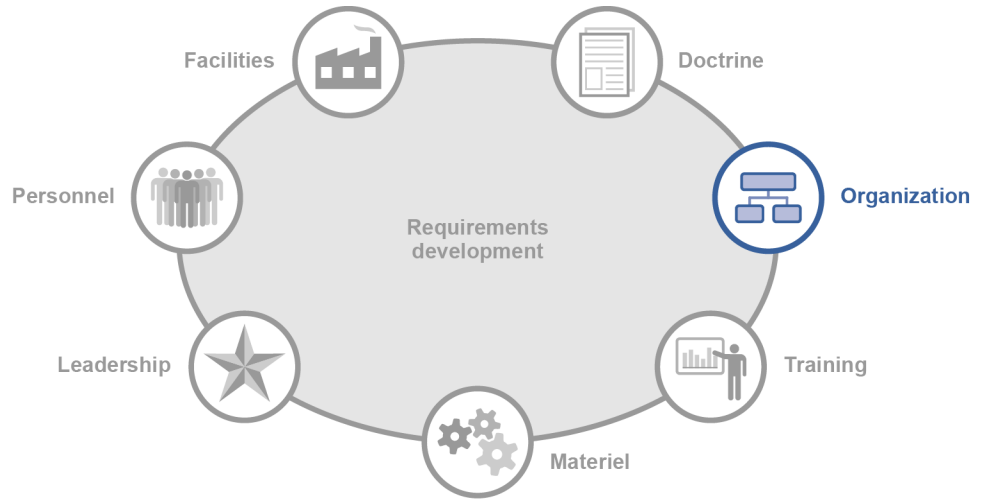 Facilities
Doctrine
Personnel
Organization
Requirements
development
Leadership
Training
Materiel